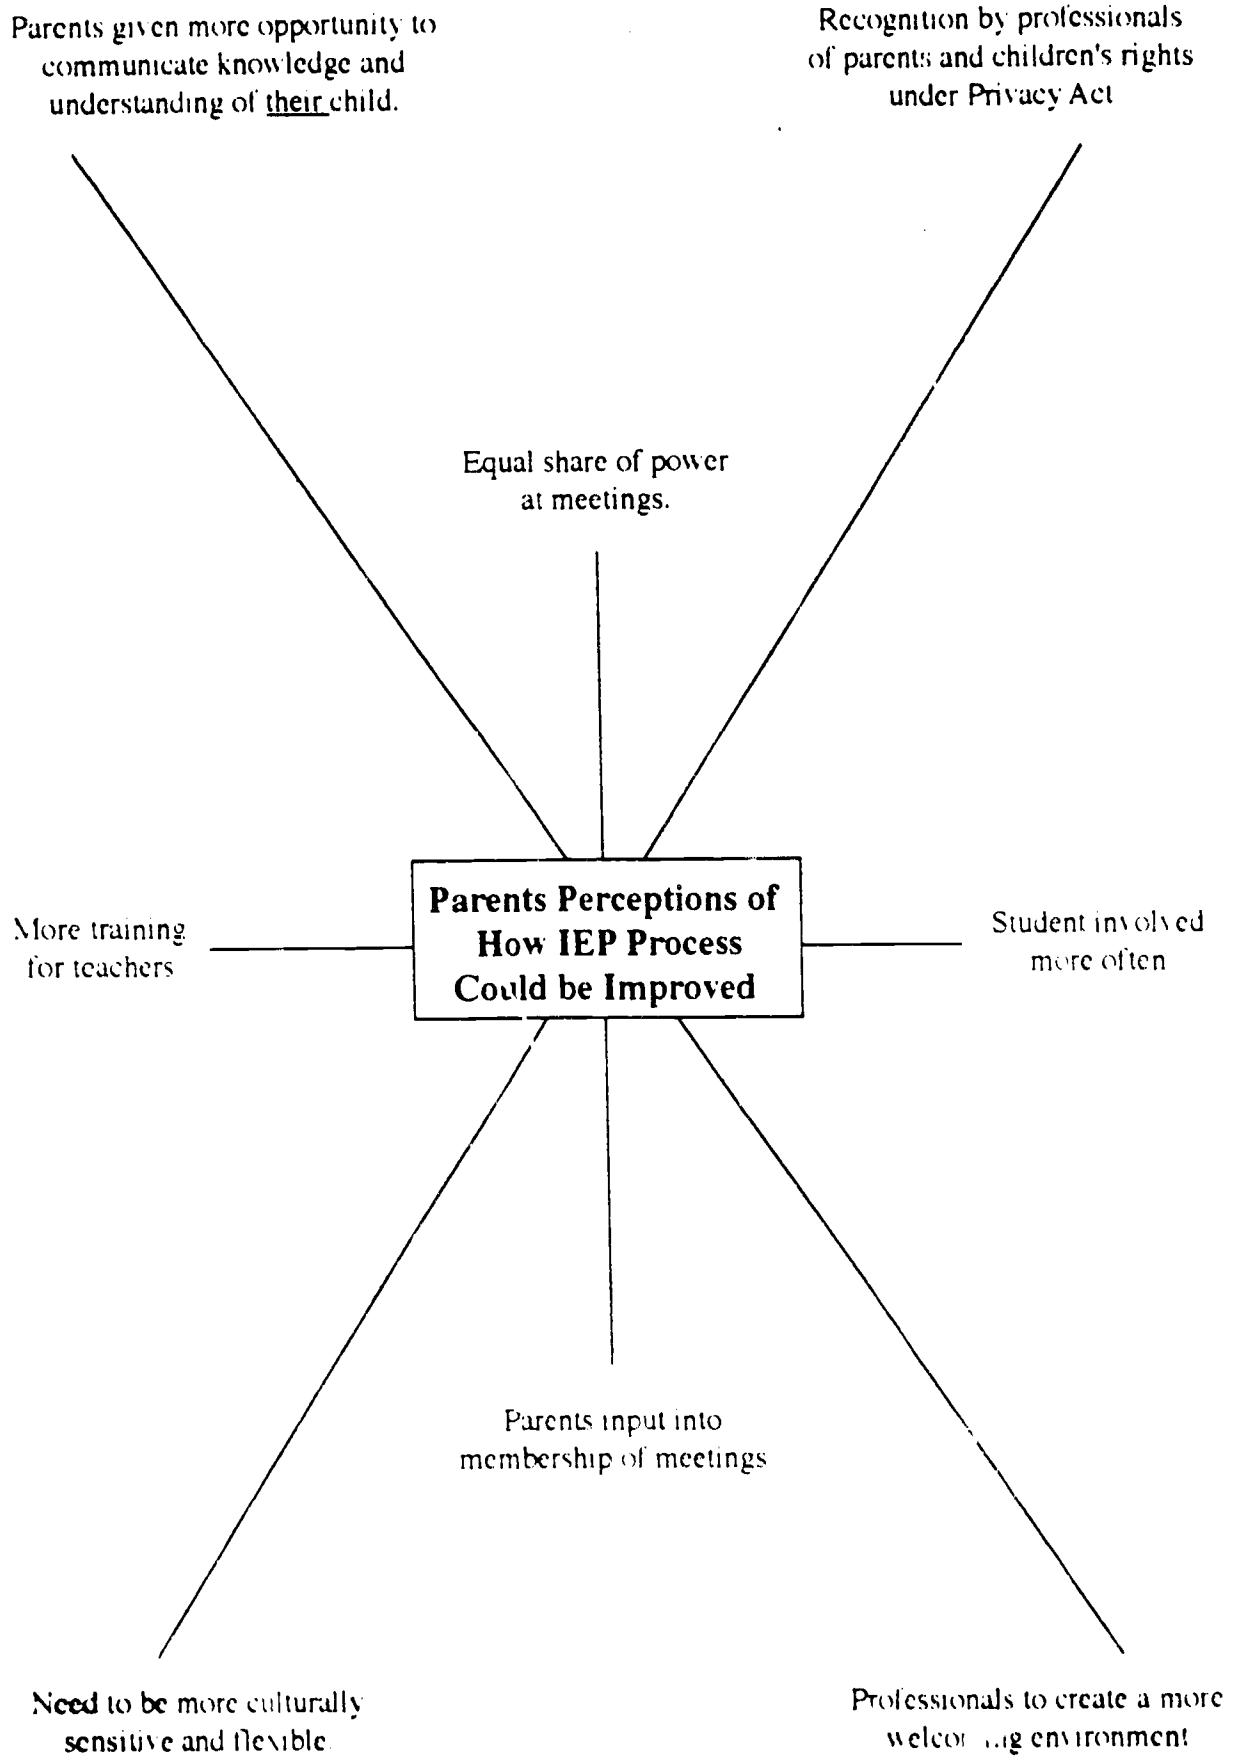 Parents given more opportunity to
communicate knowledge and
understanding of their child.
Recognition by professionals
of parents and children's rights
under Privacy Act
Equal share of power
at meetings.
Parents Perceptions of
How IEP Process
Could be Improved
More training
for teachers
Student involved
more often
Parents input into
membership of meetings
Need to be more culturally
sensitive and flexible.
Professionals to create a more
welcoming environment